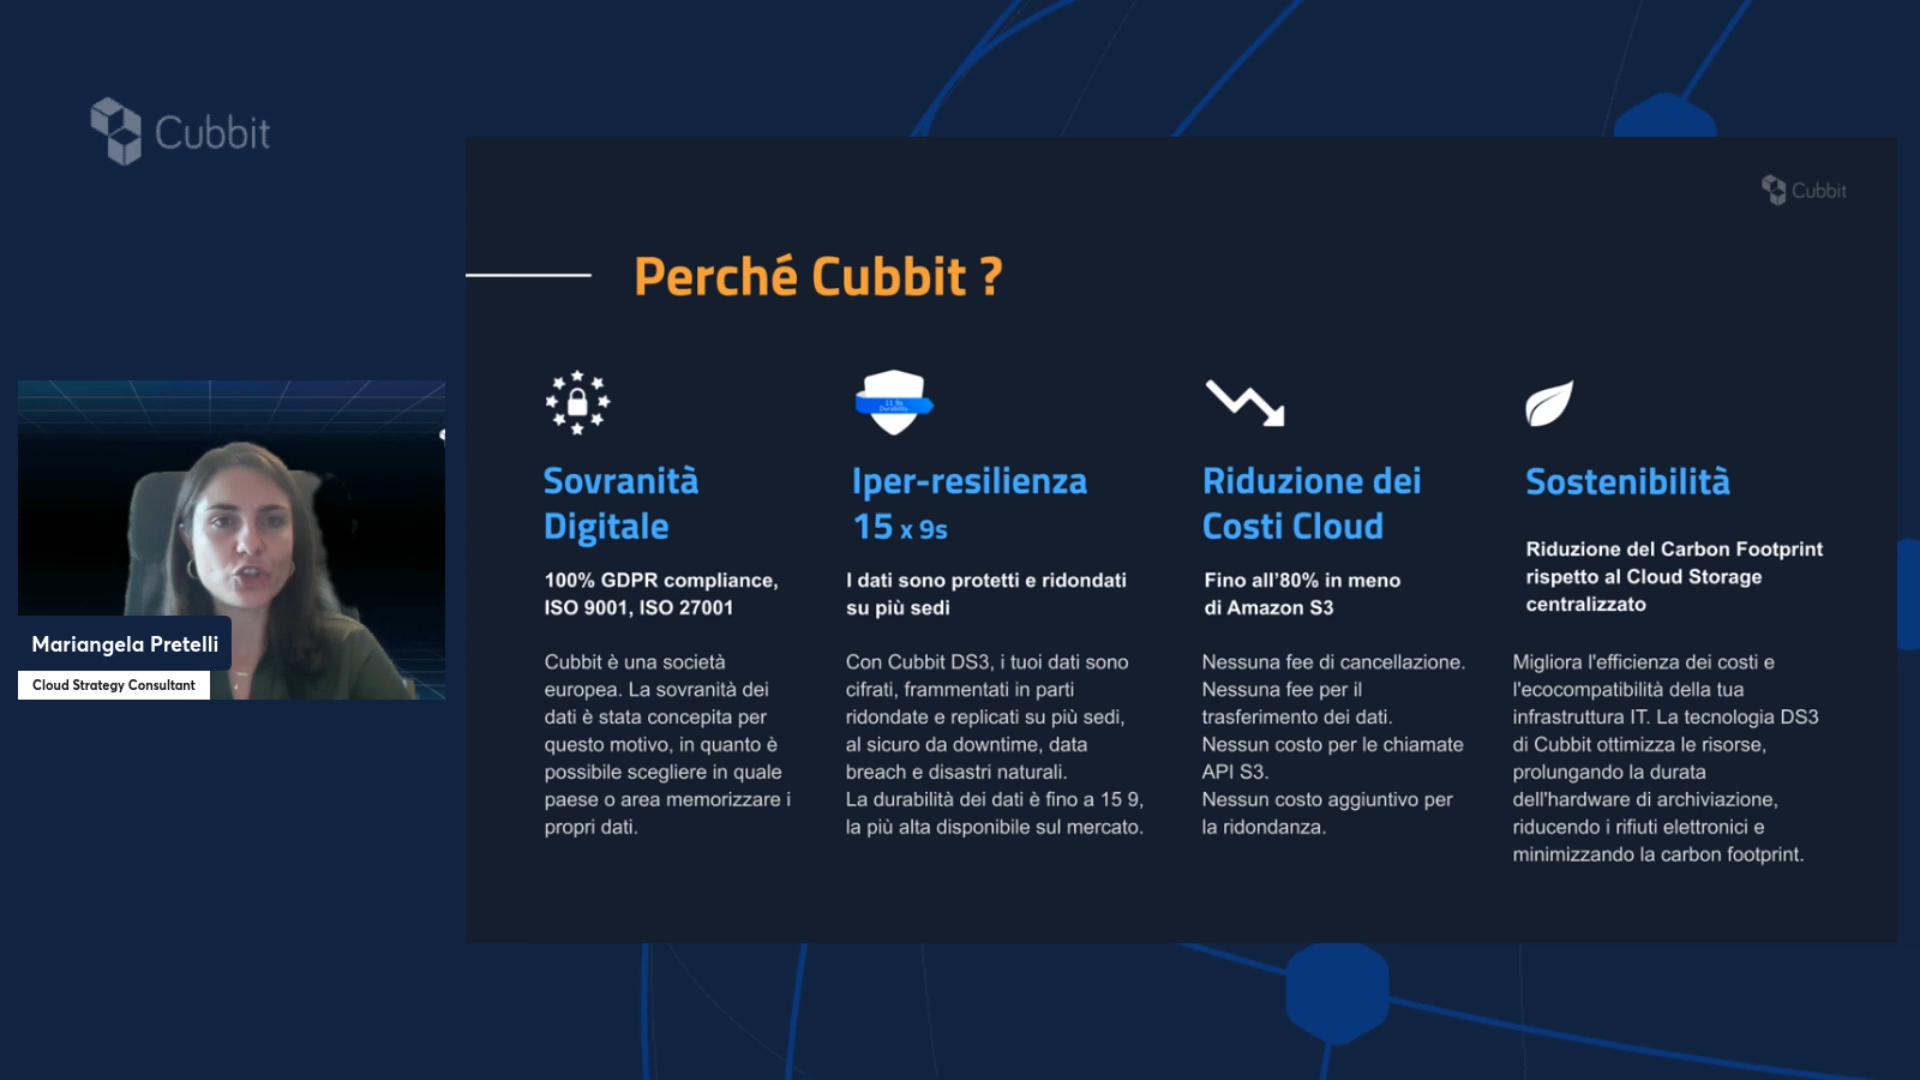 Cubbit
Cubbit
Perché Cubbit ?
11 9s
Durability
Sovranità
Digitale
100% GDPR compliance,
ISO 9001, ISO 27001
Cubbit è una società
europea. La sovranità dei
dati è stata concepita per
questo motivo, in quanto è
possibile scegliere in quale
paese o area memorizzare i
propri dati.
Iper-resilienza
15 x 9s
I dati sono protetti e ridondati
su più sedi
Con Cubbit DS3, i tuoi dati sono
cifrati, frammentati in parti
ridondate e replicati su più sedi,
al sicuro da downtime, data
breach e disastri naturali.
La durabilità dei dati è fino a 15 9,
la più alta disponibile sul mercato.
Riduzione dei
Costi Cloud
Fino all’80% in meno
di Amazon S3
Nessuna fee di cancellazione.
Nessuna fee per il
trasferimento dei dati.
Nessun costo per le chiamate
API S3.
Nessun costo aggiuntivo per
la ridondanza.
Sostenibilità
Riduzione del Carbon Footprint
rispetto al Cloud Storage
centralizzato
Migliora l'efficienza dei costi e
l'ecocompatibilità della tua
infrastruttura IT. La tecnologia DS3
di Cubbit ottimizza le risorse,
prolungando la durata
dell'hardware di archiviazione,
riducendo i rifiuti elettronici e
minimizzando la carbon footprint.
Mariangela Pretelli
Cloud Strategy Consultant